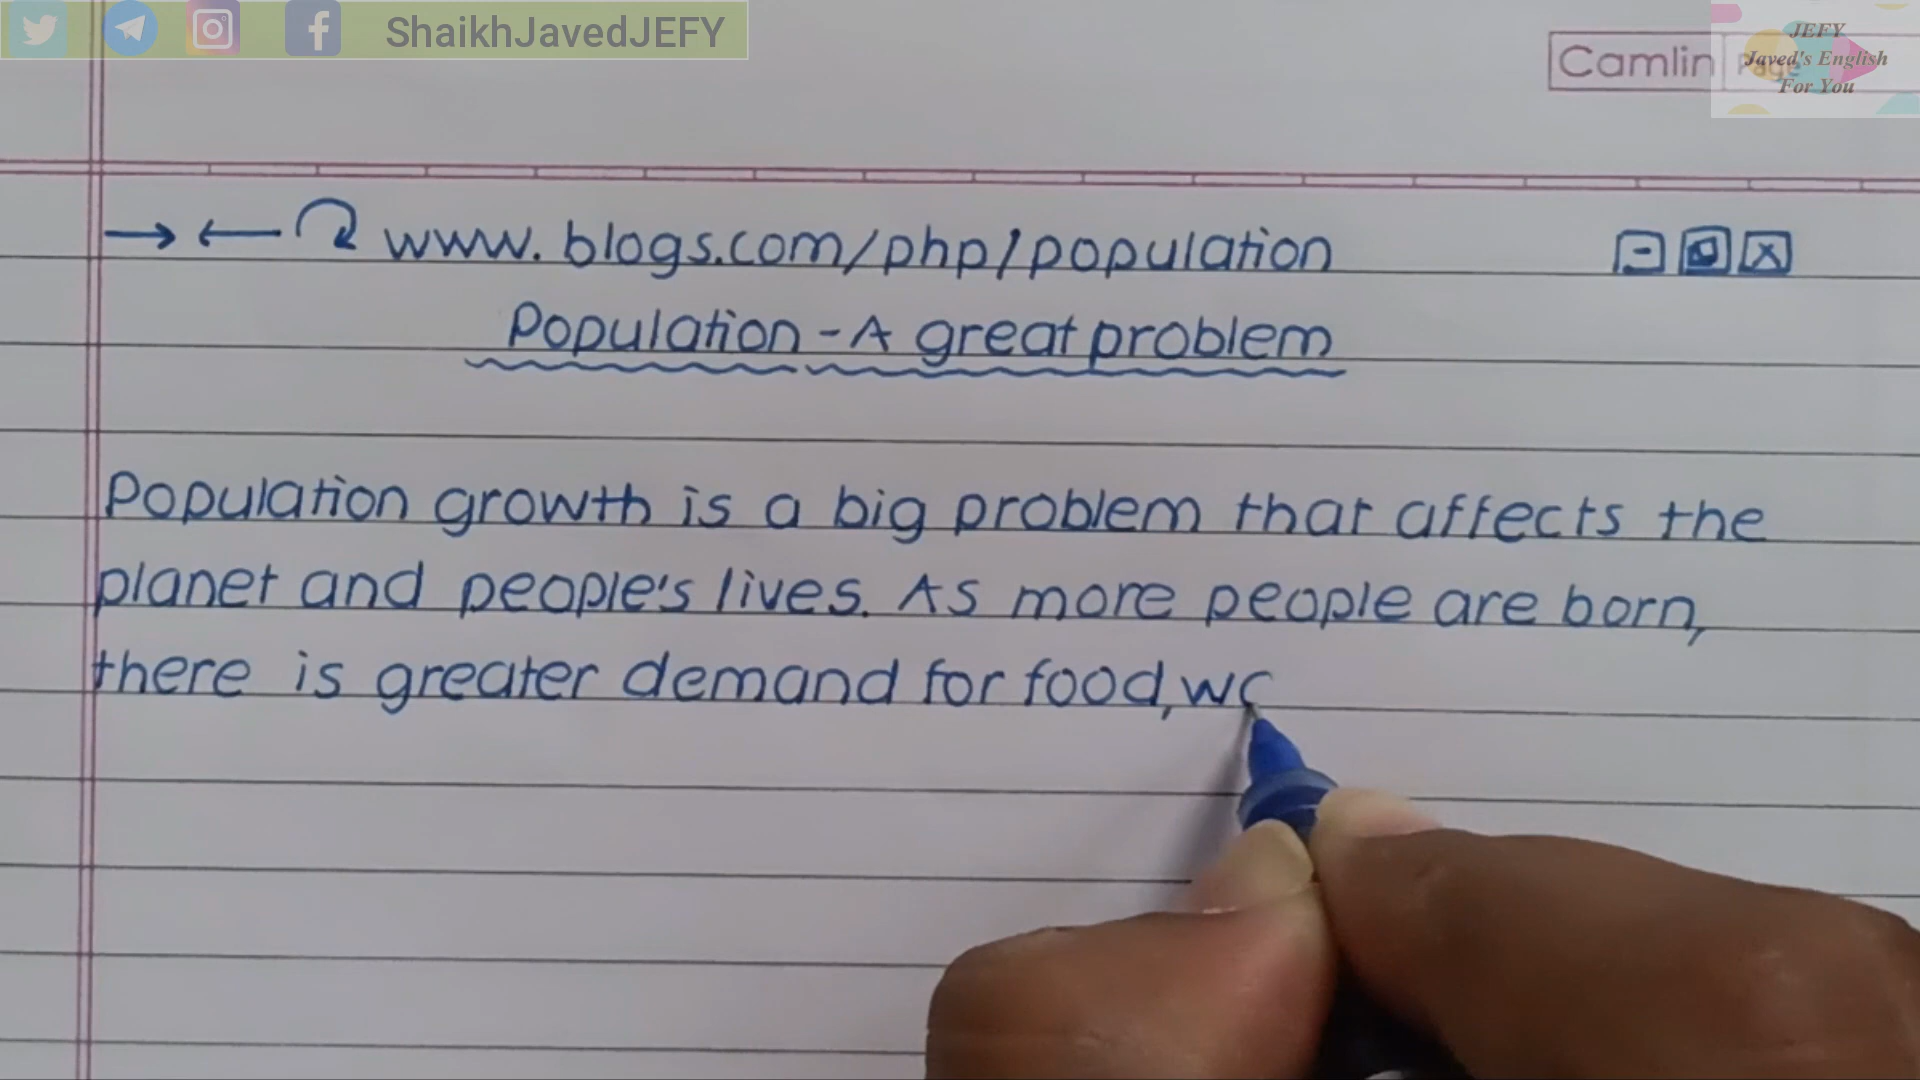 ShaikhJavedJEFY
Camlin Page
JEFY
Javed's English
For You
www.blogs.com/php/population
Population - A great problem
Population growth is a big problem that affects the
planet and people's lives. As more people are born,
there is greater demand for food,